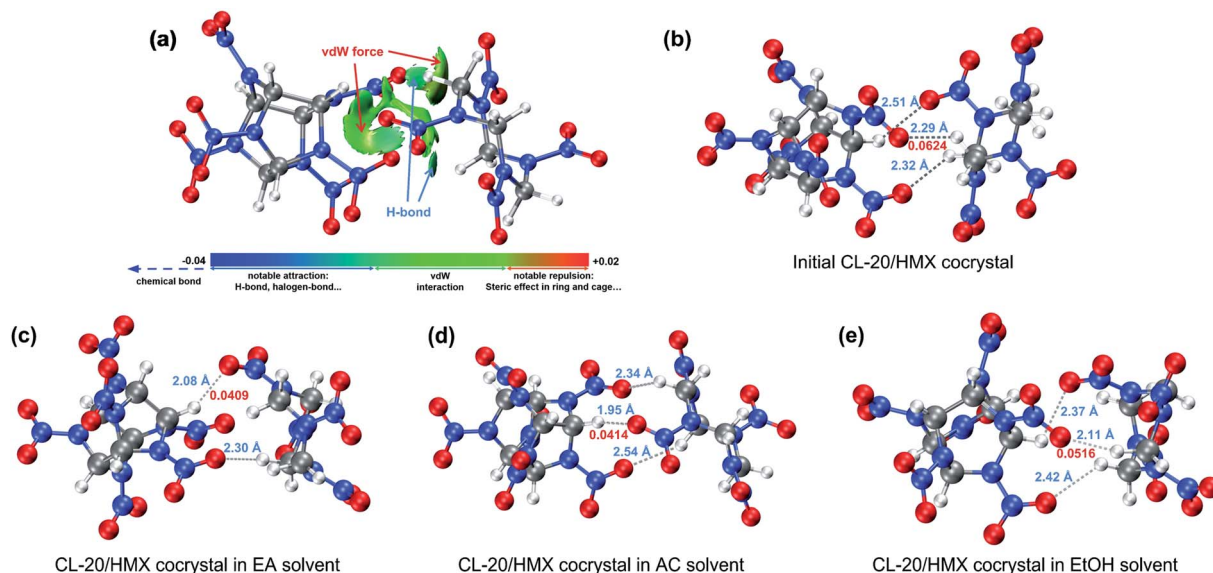 (a)
vdW force
H-bond
-0.04
+0.02
chemical bond
notable attraction:
H-bond, halogen-bond...
vdW
interaction
notable repulsion:
Steric effect in ring and cage…
(b)
2.51 Å
2.29 Å
0.0624
2.32 Å
Initial CL-20/HMX cocrystal
(c)
2.08 Å
0.0409
2.30 Å
CL-20/HMX cocrystal in EA solvent
(d)
2.34 Å
1.95 Å
0.0414
2.54 Å
CL-20/HMX cocrystal in AC solvent
(e)
2.37 Å
2.11 Å
0.0516
2.42 Å
CL-20/HMX cocrystal in EtOH solvent